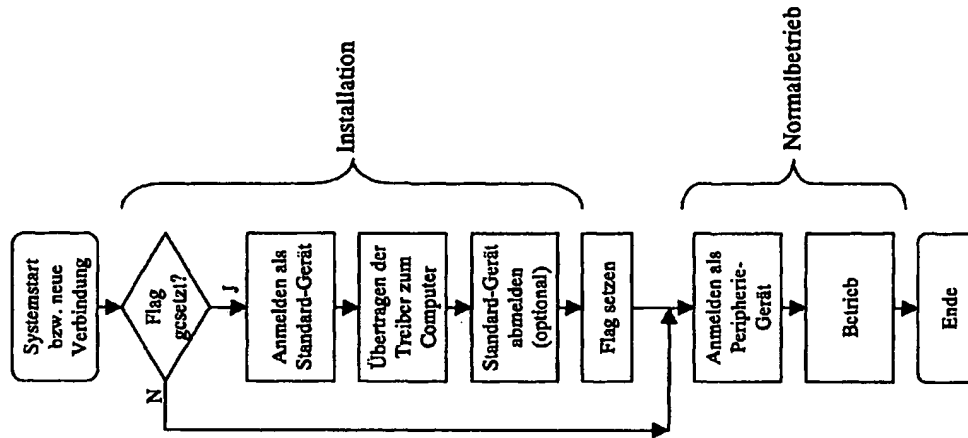 Systemstart
bzw. neue
Verbindung
Flag
gesetzt?
N
J
Anmelden als
Standard-Gerät
Übertragen der
Treiber zum
Computer
Standard-Gerät
abmelden
(optional)
Flag setzen
Installation
Anmelden als
Peripherie-
Gerät
Betrieb
Normalbetrieb
Ende